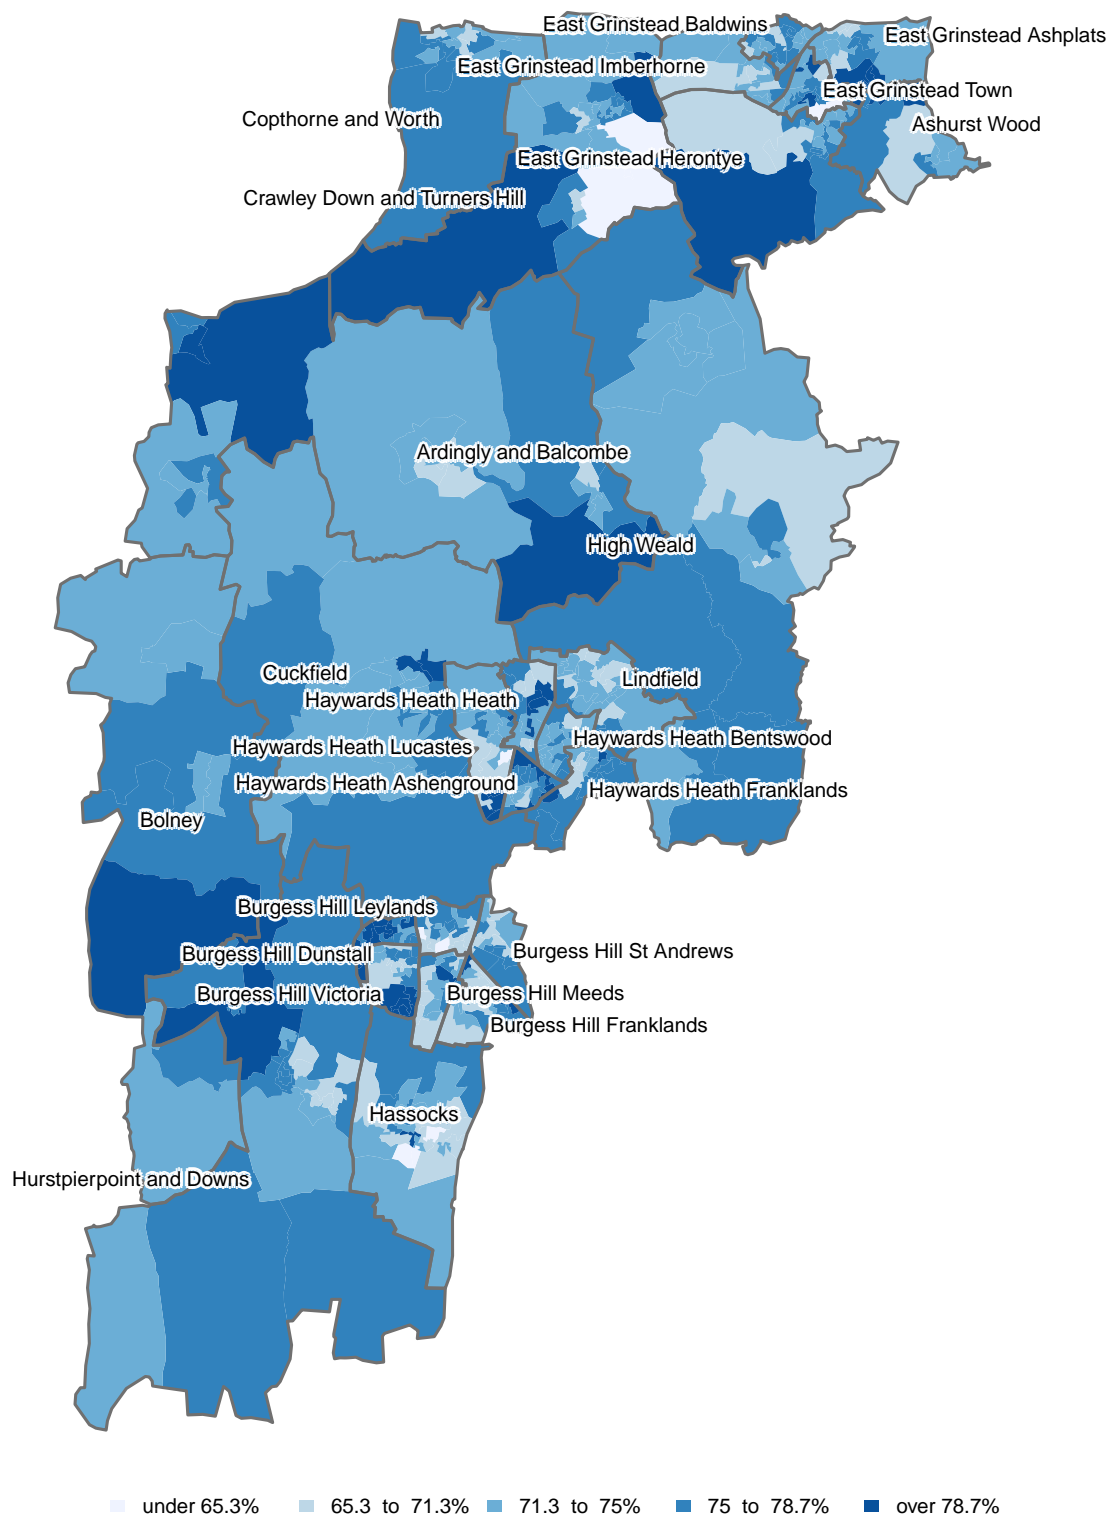 East Grinstead Baldwins
East Grinstead Ashplats
East Grinstead Imberhorne
East Grinstead Town
Copthorne and Worth
Ashurst Wood
East Grinstead Herontye
Crawley Down and Turners Hill
Ardingly and Balcombe
High Weald
Cuckfield
Lindfield
Haywards Heath Heath
Haywards Heath Bentswood
Haywards Heath Lucastes
Haywards Heath Ashenground
Haywards Heath Franklands
Bolney
Burgess Hill Leylands
Burgess Hill St Andrews
Burgess Hill Dunstall
Burgess Hill Victoria
Burgess Hill Meeds
Burgess Hill Franklands
Hassocks
Hurstpierpoint and Downs
under 65.3% 65.3 to 71.3% 71.3 to 75% 75 to 78.7% over 78.7%